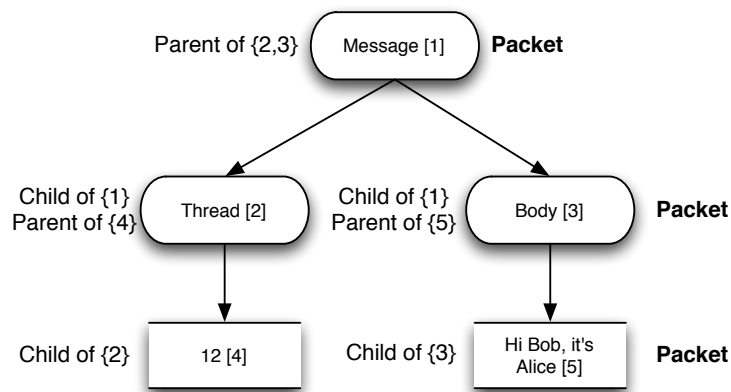 Parent of {2,3}
Message [1]
Packet
Child of {1}
Parent of {4}
Thread [2]
Child of {1}
Parent of {5}
Body [3]
Packet
Child of {2}
12 [4]
Child of {3}
Hi Bob, it's
Alice [5]
Packet